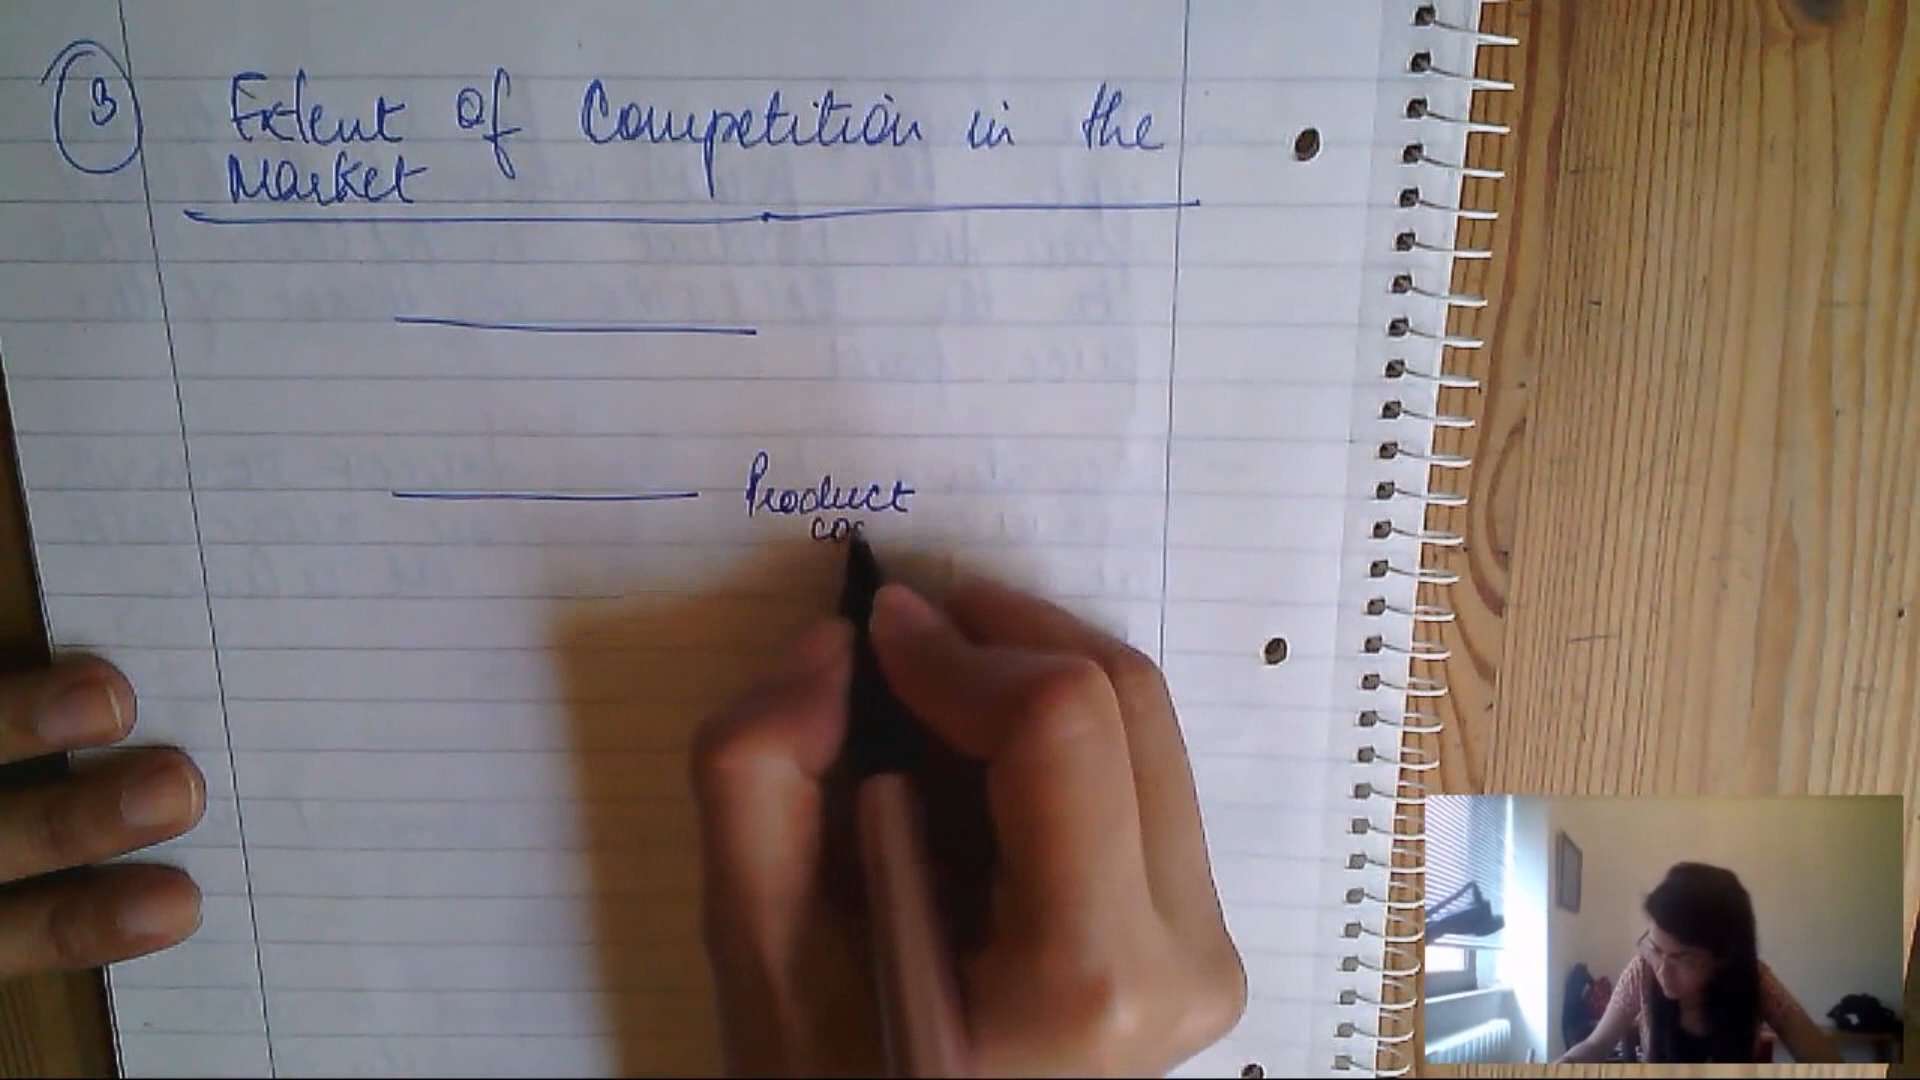 3 Extent Of Competition in the
Market
Product
cos